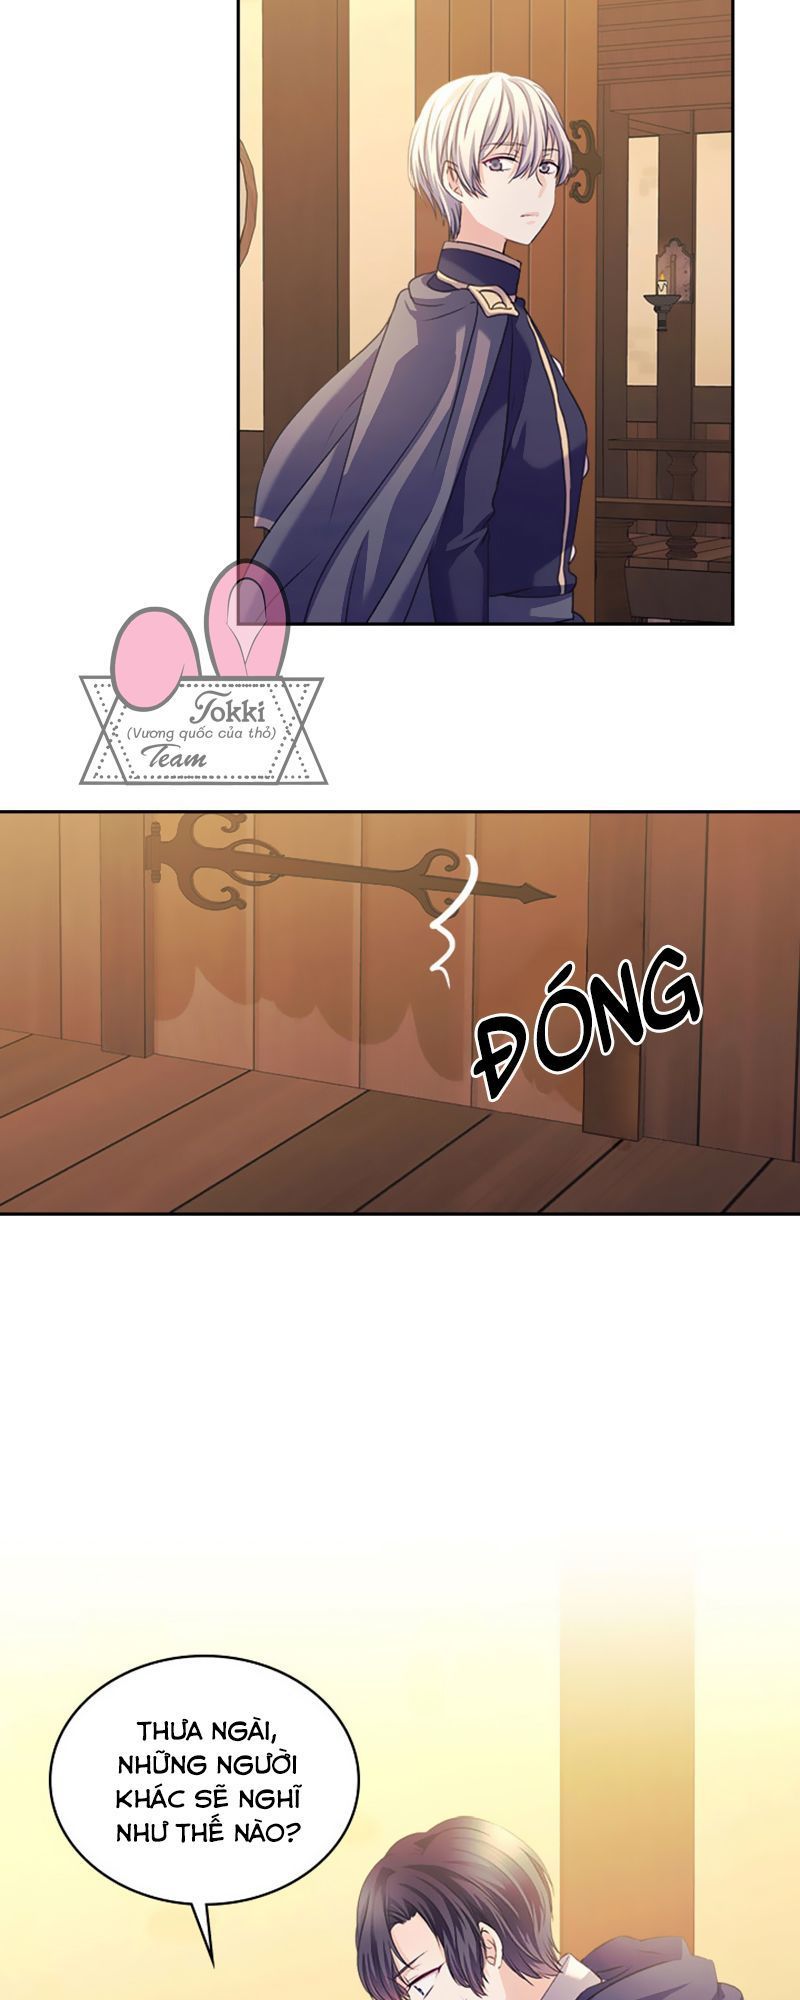 Tokki
(Vương quốc của thỏ)
Team
ĐÓNG
THƯA NGÀI,
NHỮNG NGƯỜI
KHÁC SẼ NGHĨ
NHƯ THẾ NÀO?